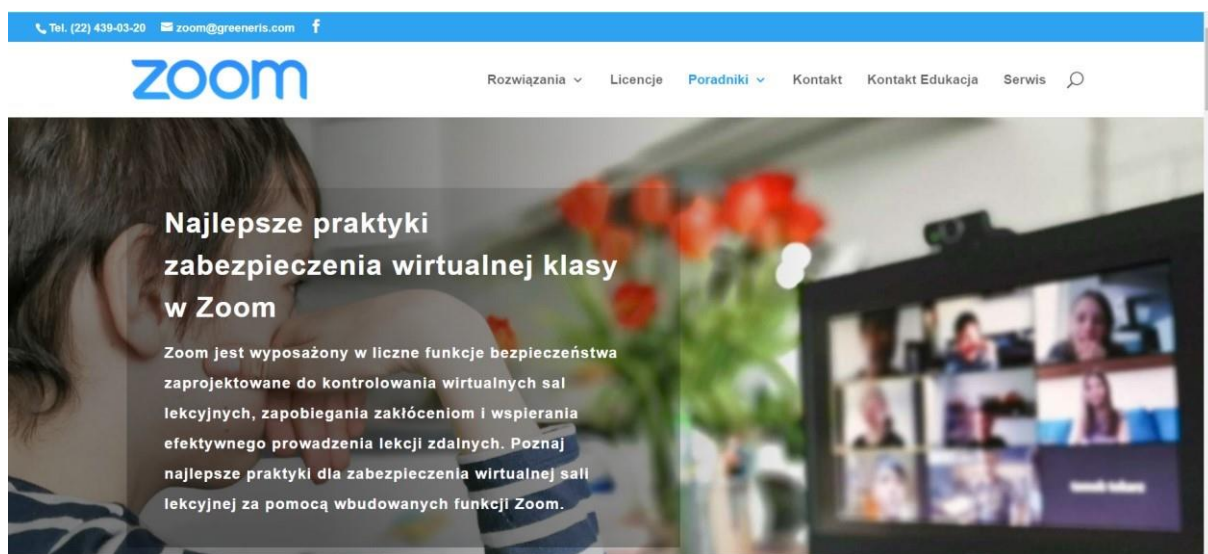 Tel. (22) 439-03-20 zoom@greeneris.com f
zoom
Rozwiązania Licencje Poradniki Kontakt Kontakt Edukacja Serwis
Najlepsze praktyki
zabezpieczenia wirtualnej klasy
w Zoom
Zoom jest wyposażony w liczne funkcje bezpieczeństwa
zaprojektowane do kontrolowania wirtualnych sal
lekcyjnych, zapobiegania zakłóceniom i wspierania
efektywnego prowadzenia lekcji zdalnych. Poznaj
najlepsze praktyki dla zabezpieczenia wirtualnej sali
lekcyjnej za pomocą wbudowanych funkcji Zoom.